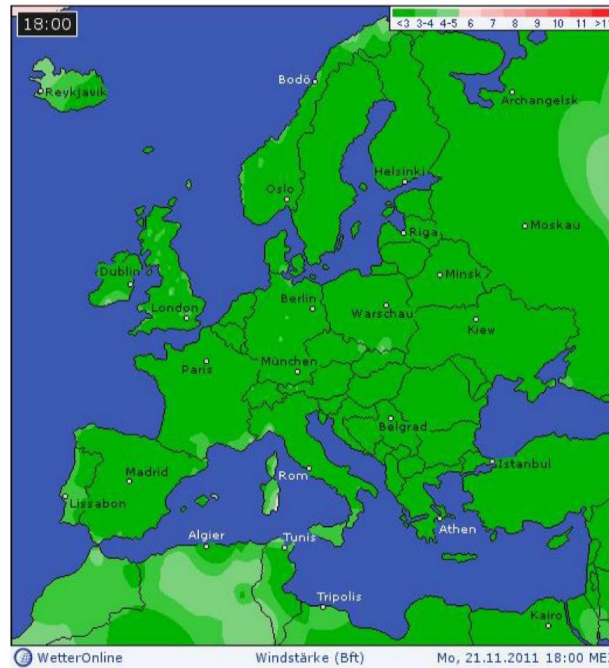 18:00
<3 3-4 4-5 6 7 8 9 10 11 >1
Reykjavik
Bodö
Archangelsk
Helsinki
Oslo
Moskau
Riga
Dublin
Minsk
London
Berlin
Warschau
Kiew
Paris
München
Belgrad
Madrid
Rom
Istanbul
Lissabon
Algier
Tunis
Athen
Tripolis
Kairo
WetterOnline Windstärke (Bft) Mo, 21.11.2011 18:00 MEZ